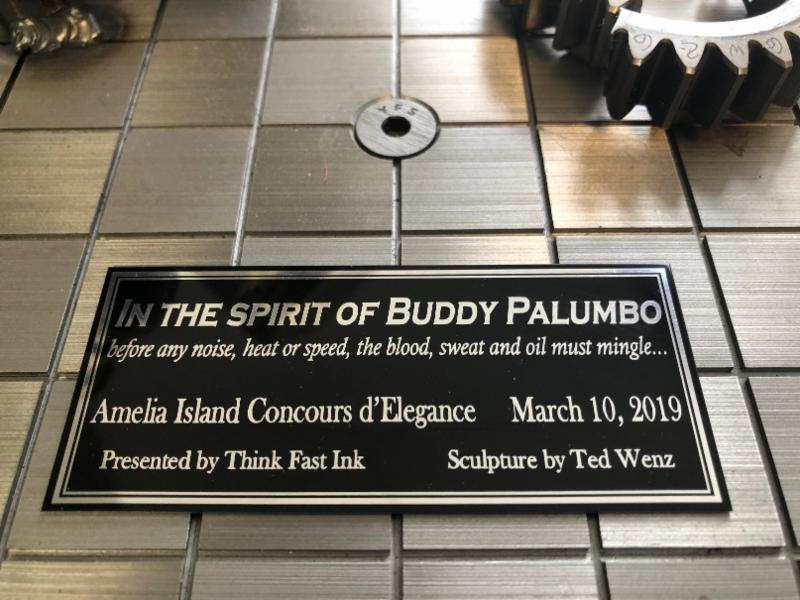 YFS
IN THE SPIRIT OF BUDDY PALUMBO
before any noise, heat or speed, the blood, sweat and oil must mingle...
Amelia Island Concours d'Elegance March 10, 2019
Presented by Think Fast Ink Sculpture by Ted Wenz